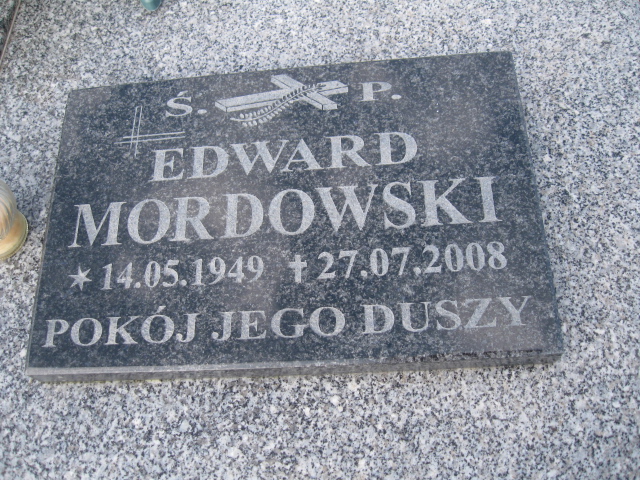 Ś. P.
EDWARD
MORDOWSKI
★ 14.05.1949 ✝ 27.07.2008
POKÓJ JEGO DUSZY